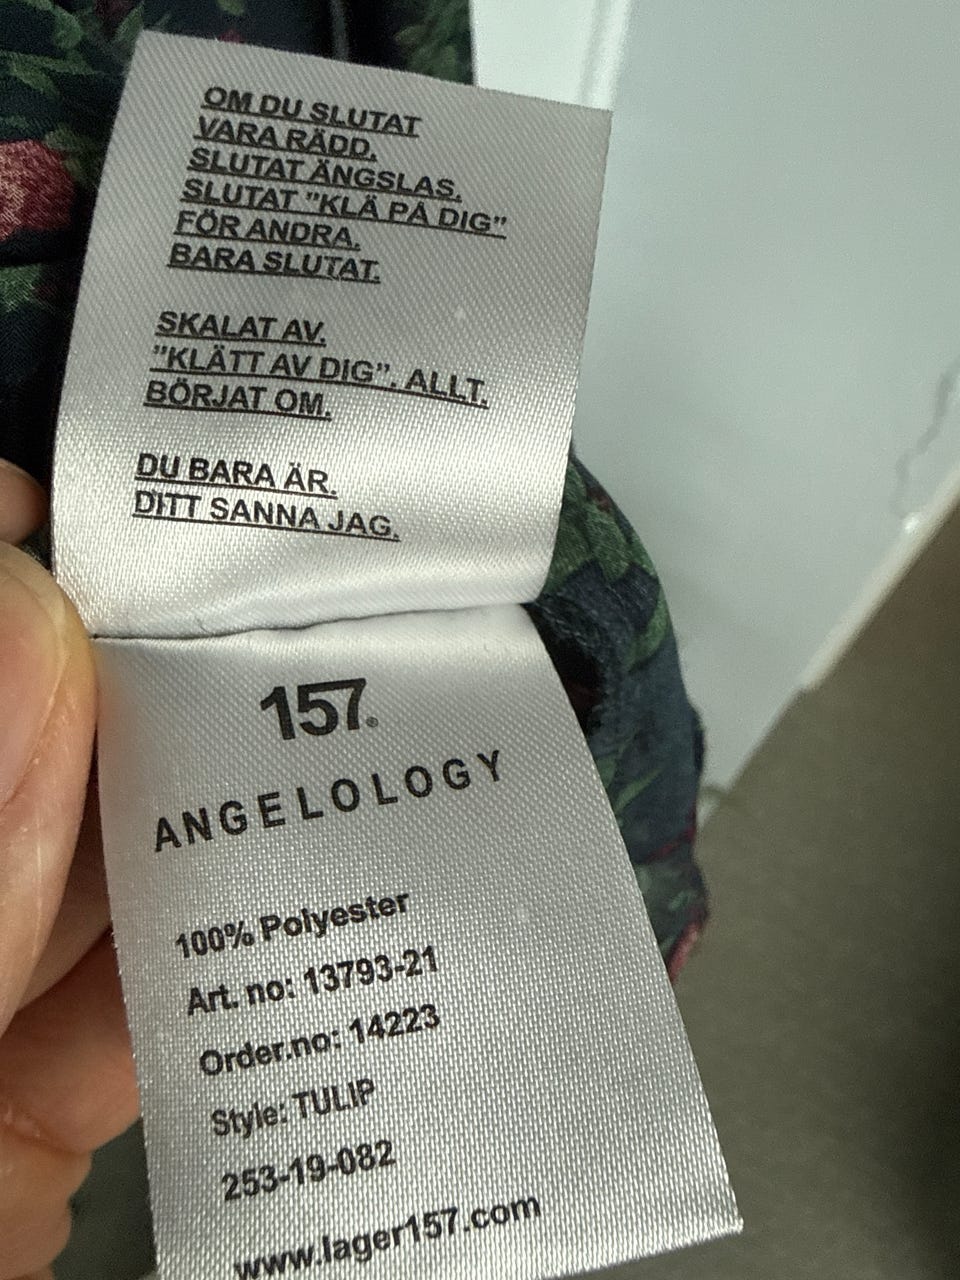 OM DU SLUTAT
VARA RÄDD.
SLUTAT ÄNGSLAS.
SLUTAT ”KLÄ PÅ DIG”
FÖR ANDRA.
BARA SLUTAT.
SKALAT AV.
”KLÄTT AV DIG”. ALLT.
BÖRJAT OM.
DU BARA ÄR.
DITT SANNA JAG.
157®
ANGELOLOGY
100% Polyester
Art. no: 13793-21
Order.no: 14223
Style: TULIP
253-19-082
www.lager157.com